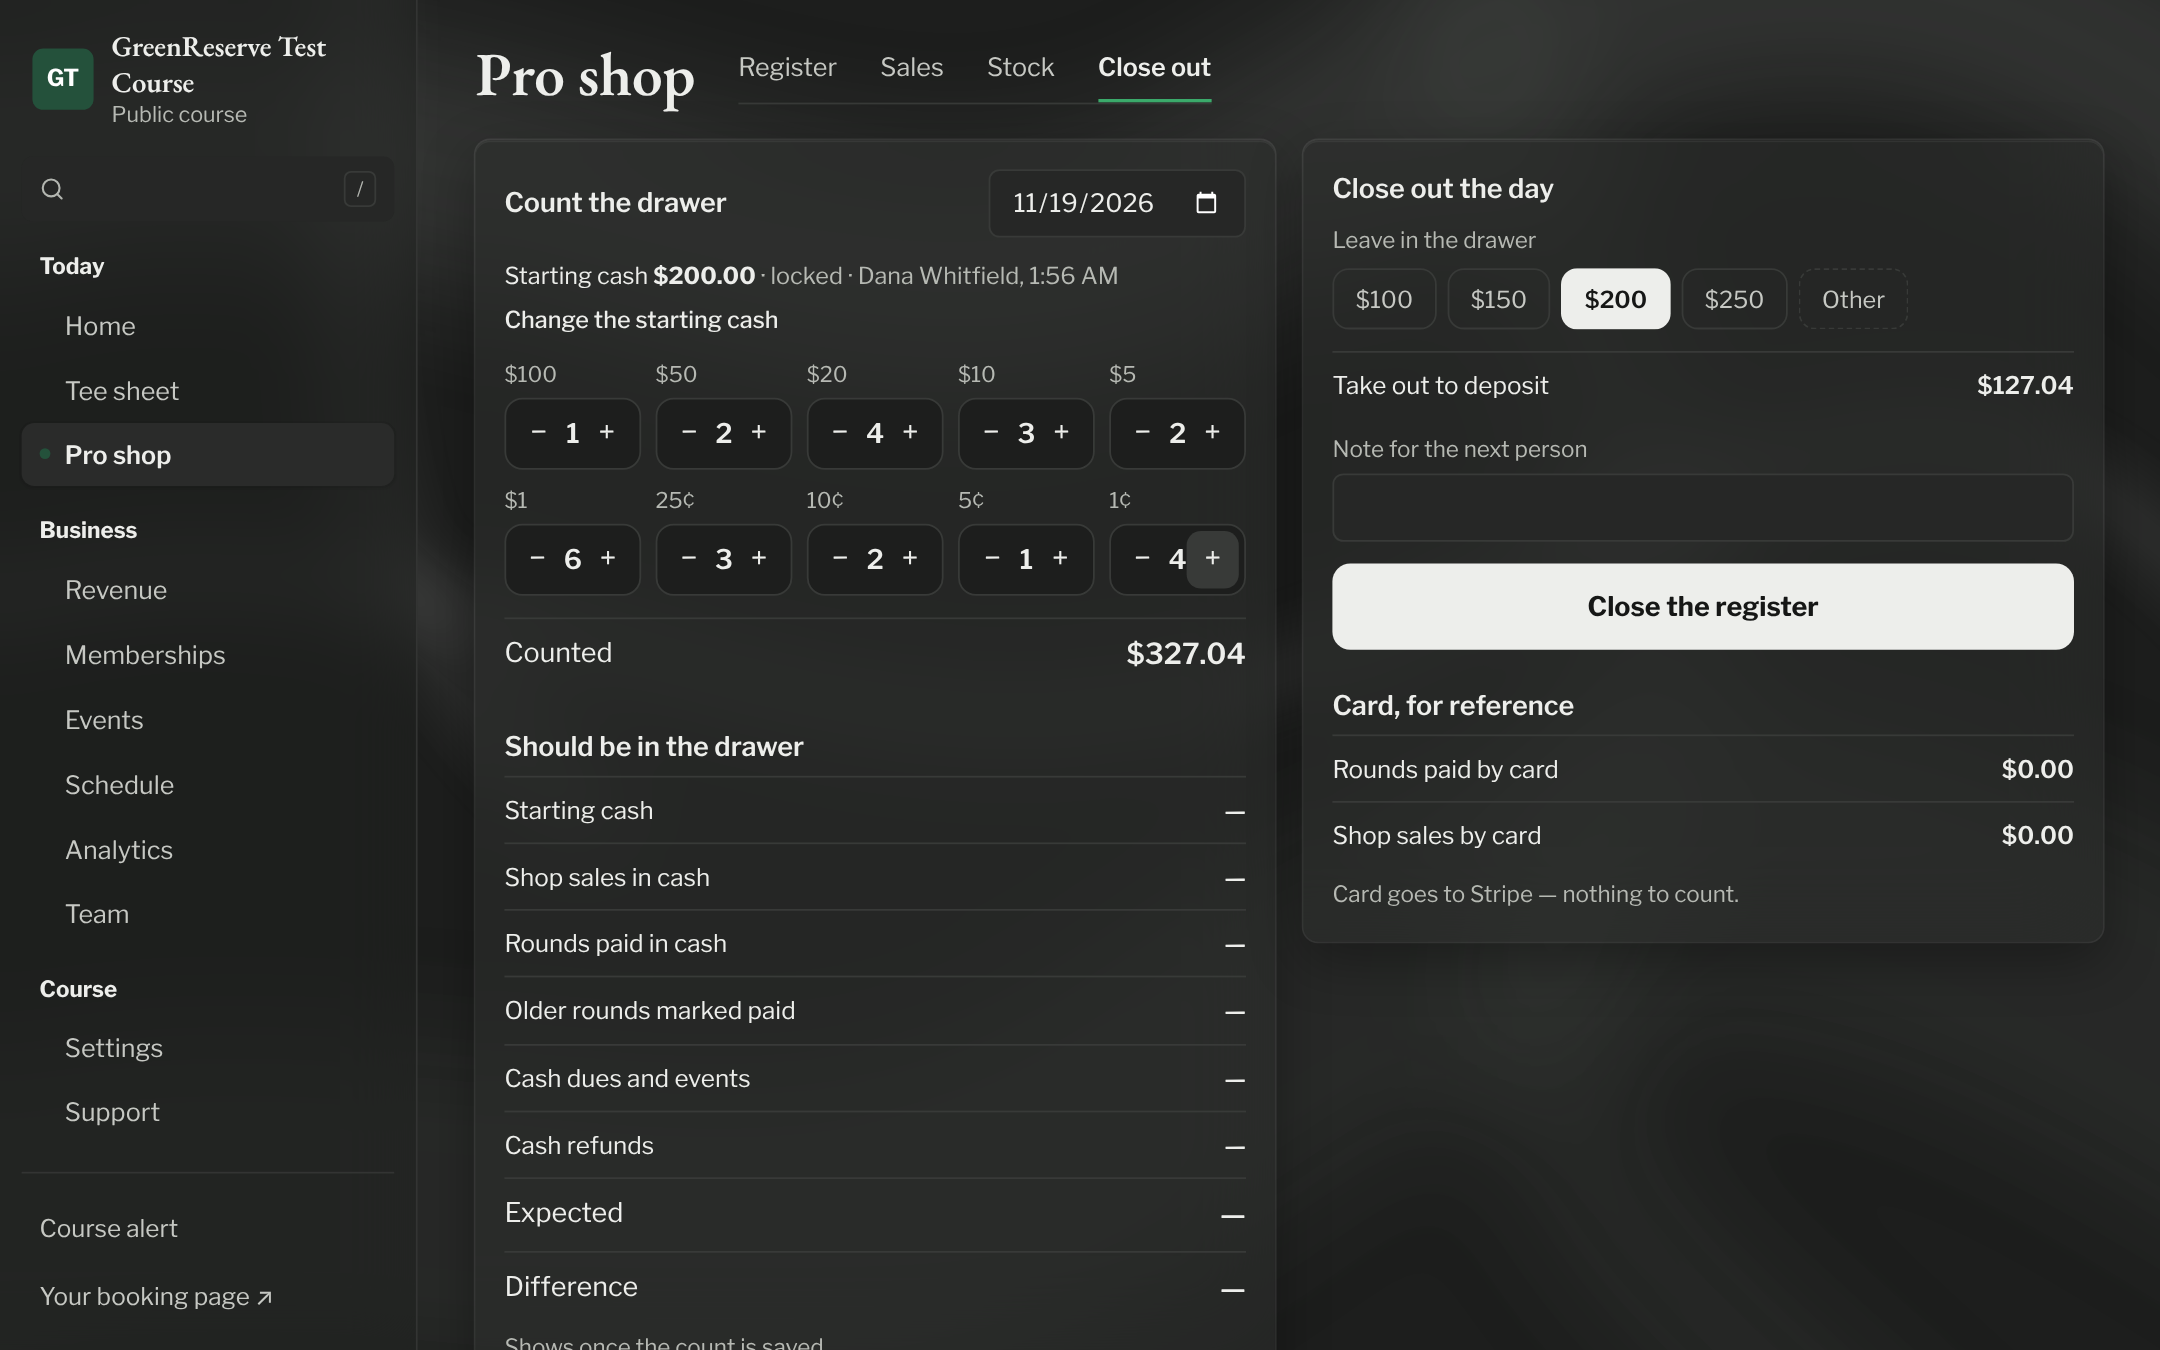 GT
GreenReserve Test
Course
Public course
/
Today
Home
Tee sheet
Pro shop
Business
Revenue
Memberships
Events
Schedule
Analytics
Team
Course
Settings
Support
Course alert
Your booking page ↗
Pro shop
Register Sales Stock Close out
Count the drawer
11/19/2026
Starting cash $200.00 · locked · Dana Whitfield, 1:56 AM
Change the starting cash
$100 $50 $20 $10 $5
− 1 + − 2 + − 4 + − 3 + − 2 +
$1 25¢ 10¢ 5¢ 1¢
− 6 + − 3 + − 2 + − 1 + − 4 +
Counted $327.04
Should be in the drawer
Starting cash —
Shop sales in cash —
Rounds paid in cash —
Older rounds marked paid —
Cash dues and events —
Cash refunds —
Expected —
Difference —
Shows once the count is saved
Close out the day
Leave in the drawer
$100 $150 $200 $250 Other
Take out to deposit $127.04
Note for the next person
Close the register
Card, for reference
Rounds paid by card $0.00
Shop sales by card $0.00
Card goes to Stripe — nothing to count.